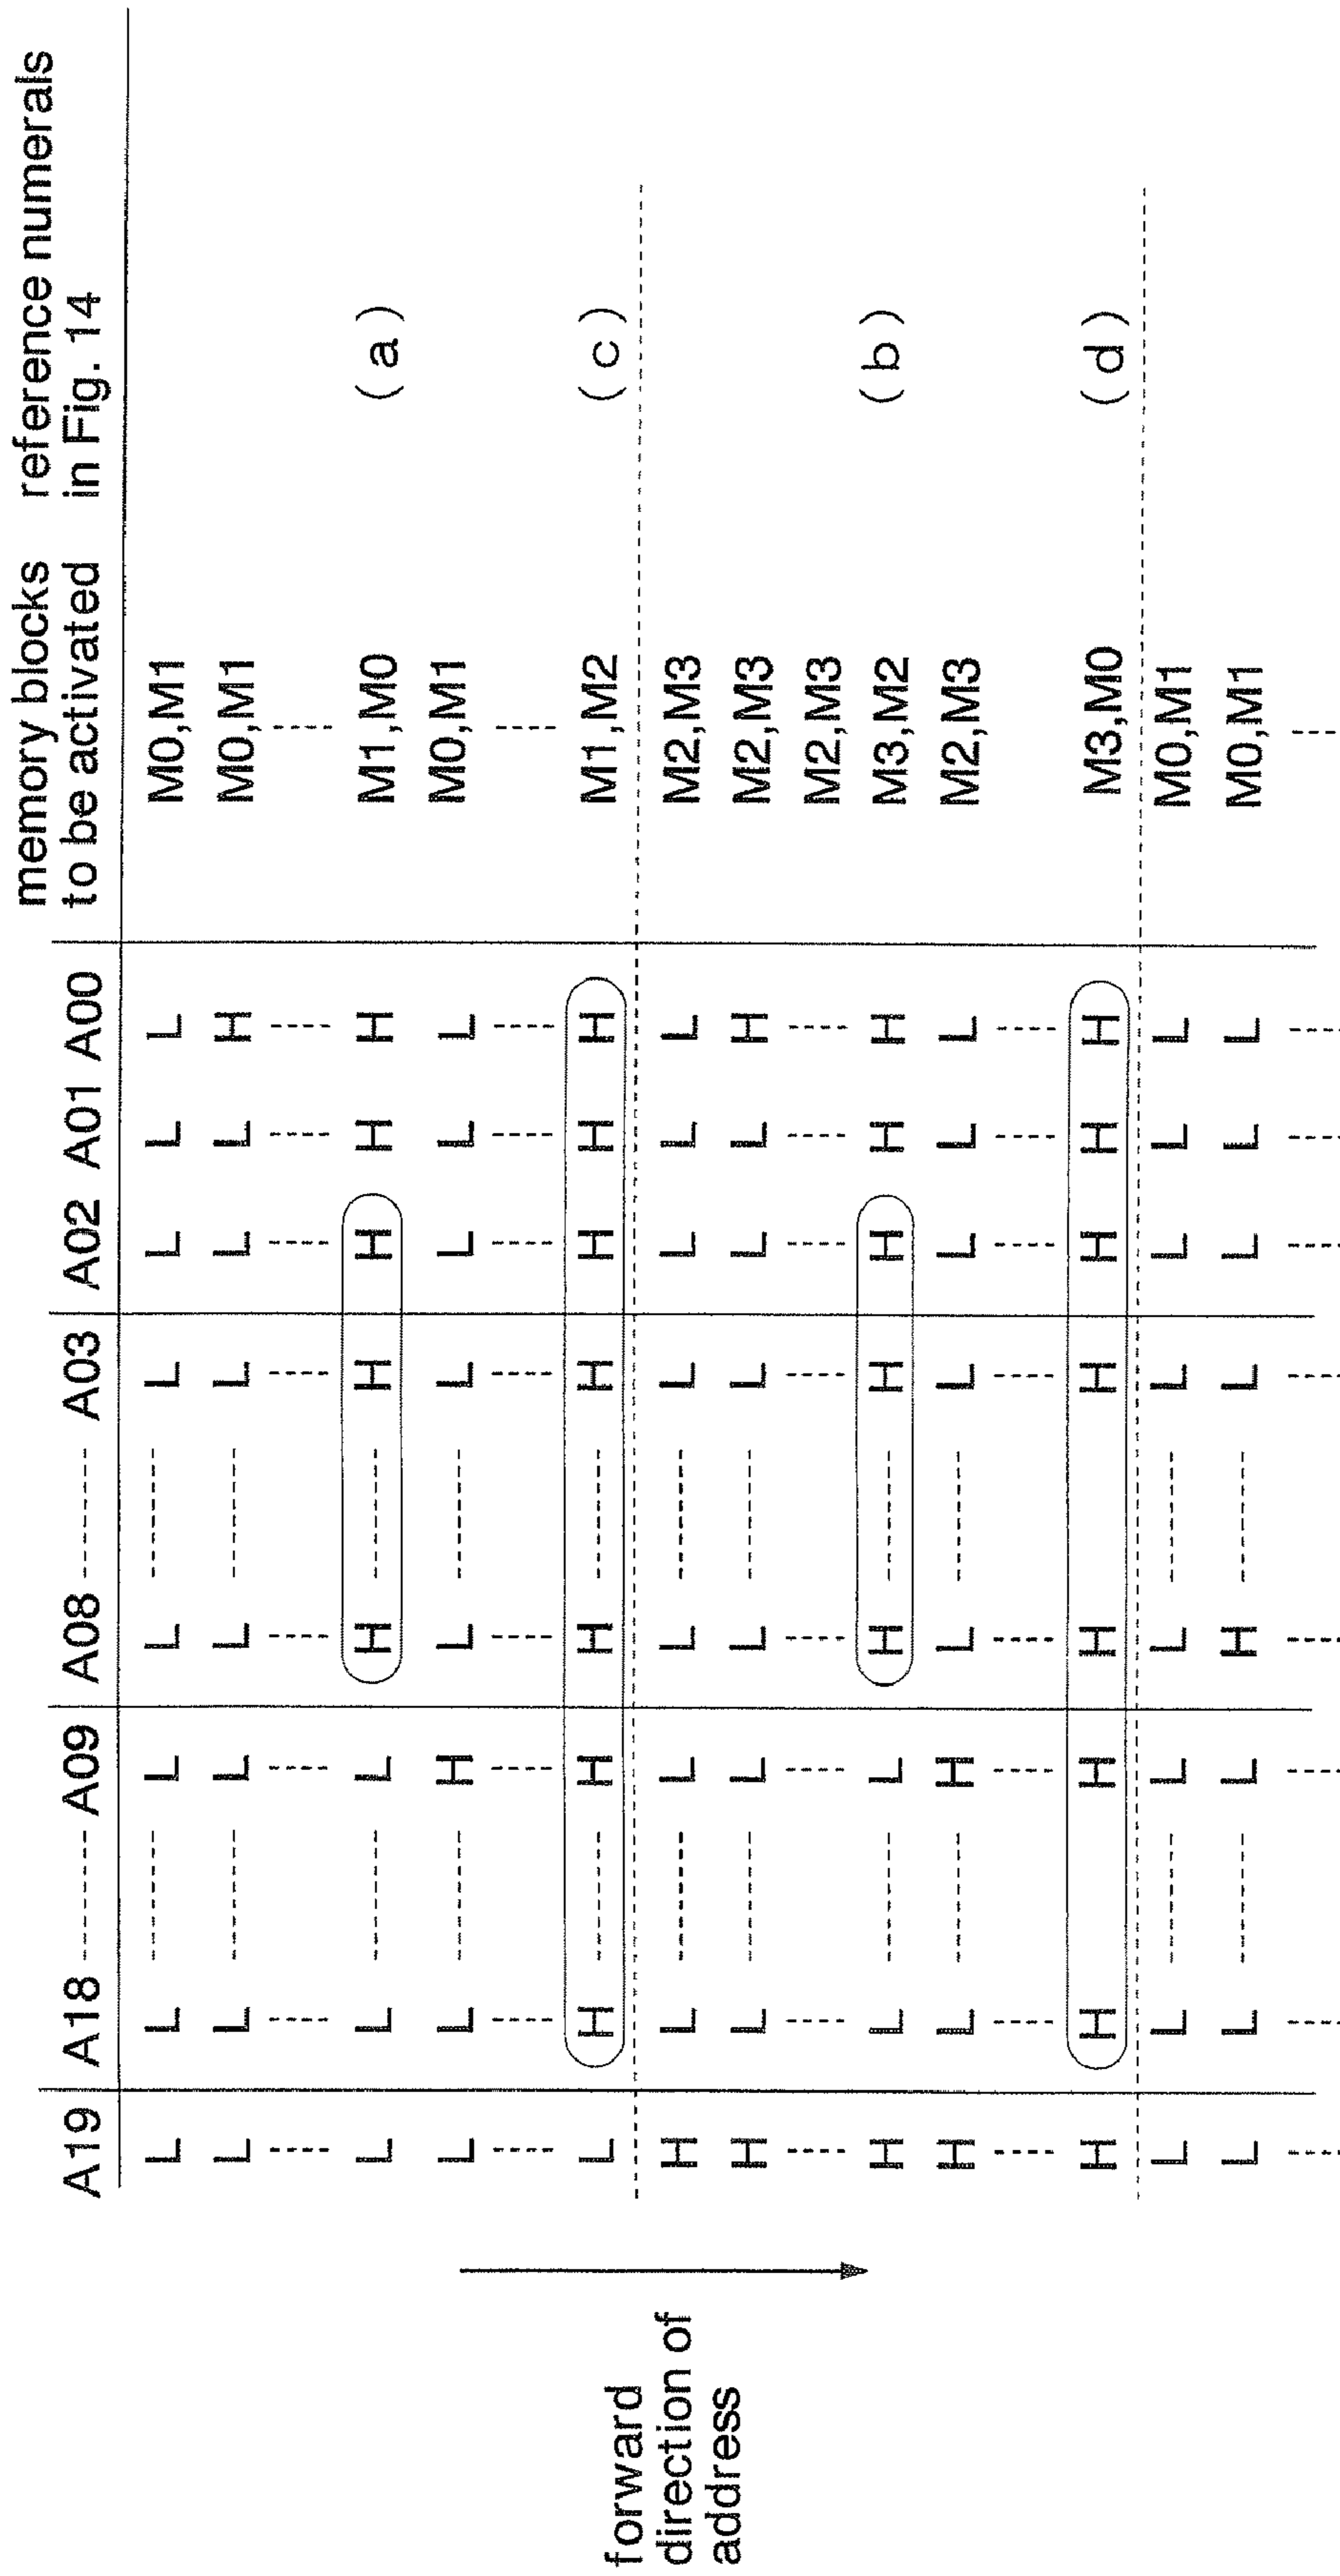 memory blocks reference numerals
A19 A18 -------- A09 A08 -------- A03 A02 A01 A00 to be activated in Fig. 14
L L -------- L L -------- L L L L M0,M1
L L -------- L L -------- L L L H M0,M1
L L -------- L H -------- H H H H M1,M0 (a)
L L -------- H L -------- L L L L M0,M1
L H -------- H H -------- H H H H M1,M2 (c)
H L -------- L L -------- L L L L M2,M3
H L -------- L L -------- L L L H M2,M3
M2,M3
H L -------- L H -------- H H H H M3,M2 (b)
H L -------- H L -------- L L L L M2,M3
H H H H H H H H M3,M0 (d)
L L -------- L L -------- L L L L M0,M1
L L -------- L H -------- L L L L M0,M1
forward
direction of
address